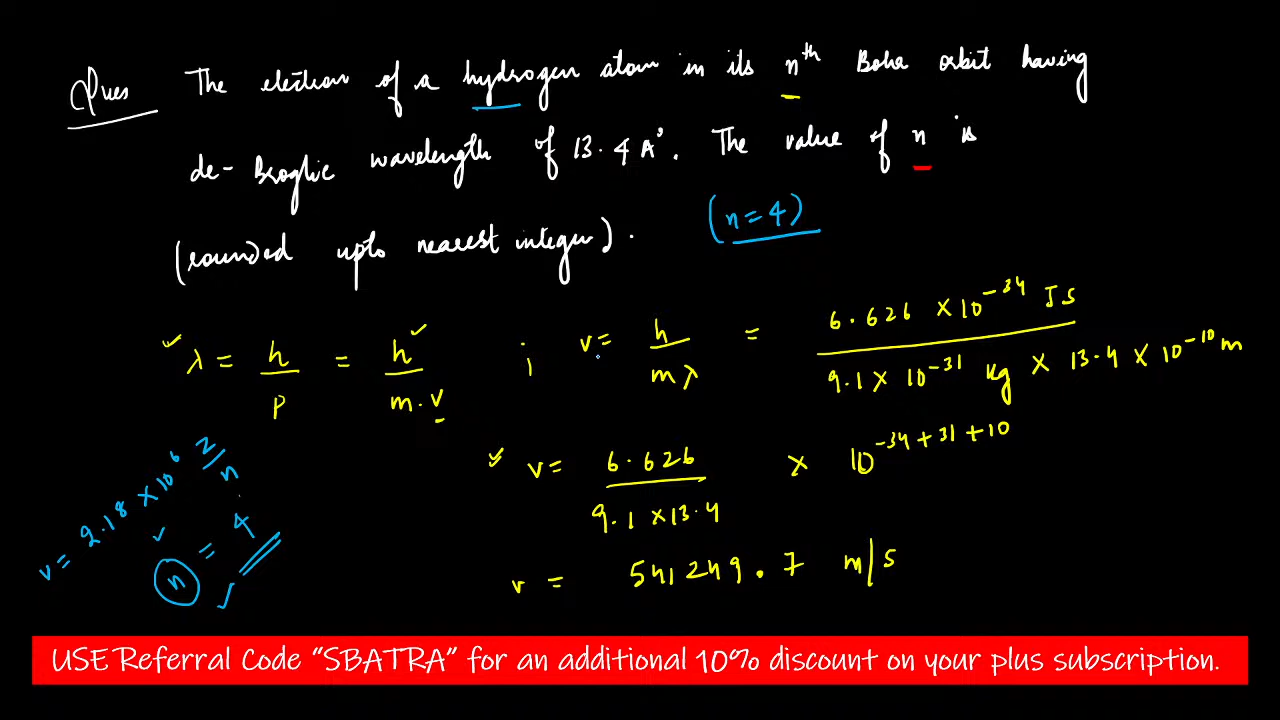 Ques The election of a hydrogen atom in its nth Bohr orbit having
de-Broglie wavelength of 13.4 A°. The value of n is
(rounded upto nearest integer). (n=4)
λ = h/p = h/m.v ; v= h/mλ = 6.626 × 10^-34 Js / 9.1 × 10^-31 kg × 13.4 × 10^-10 m
v= 6.626 / 9.1 × 13.4 × 10^-34+31+10
v = 541249.7 m/s
v= 2.18 × 10^6 Z/n
n = 4
USE Referral Code “SBATRA” for an additional 10% discount on your plus subscription.